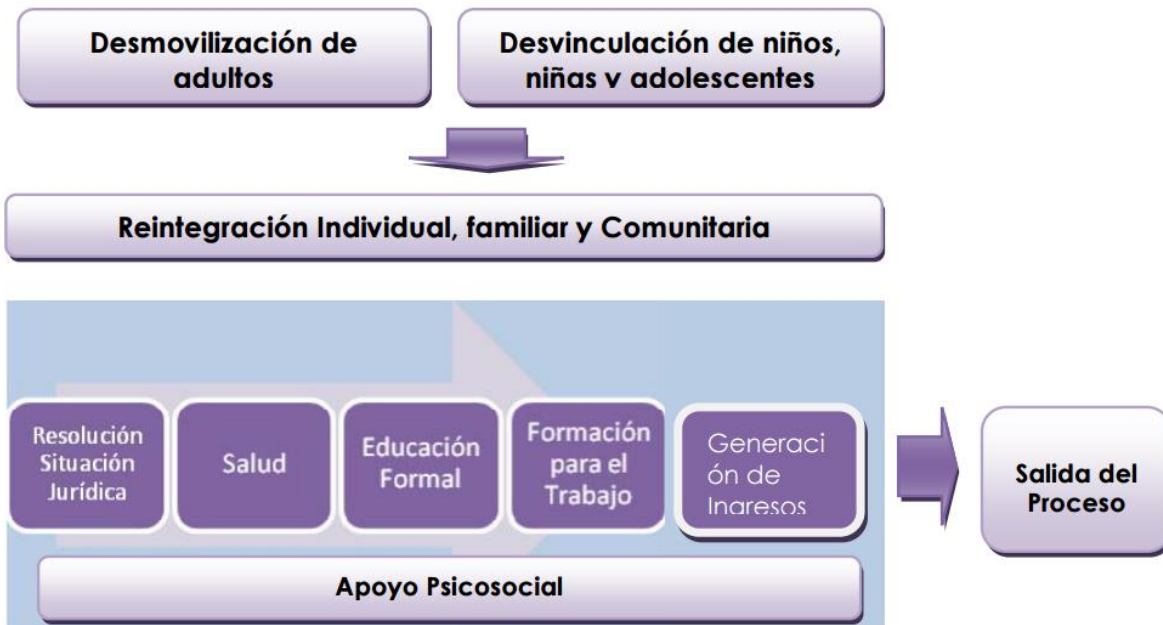 Desmovilización de
adultos
Desvinculación de niños,
niñas y adolescentes
Reintegración Individual, familiar y Comunitaria
Resolución
Situación
Jurídica
Salud
Educación
Formal
Formación
para el
Trabajo
Generaci
ón de
Ingresos
Salida del
Proceso
Apoyo Psicosocial